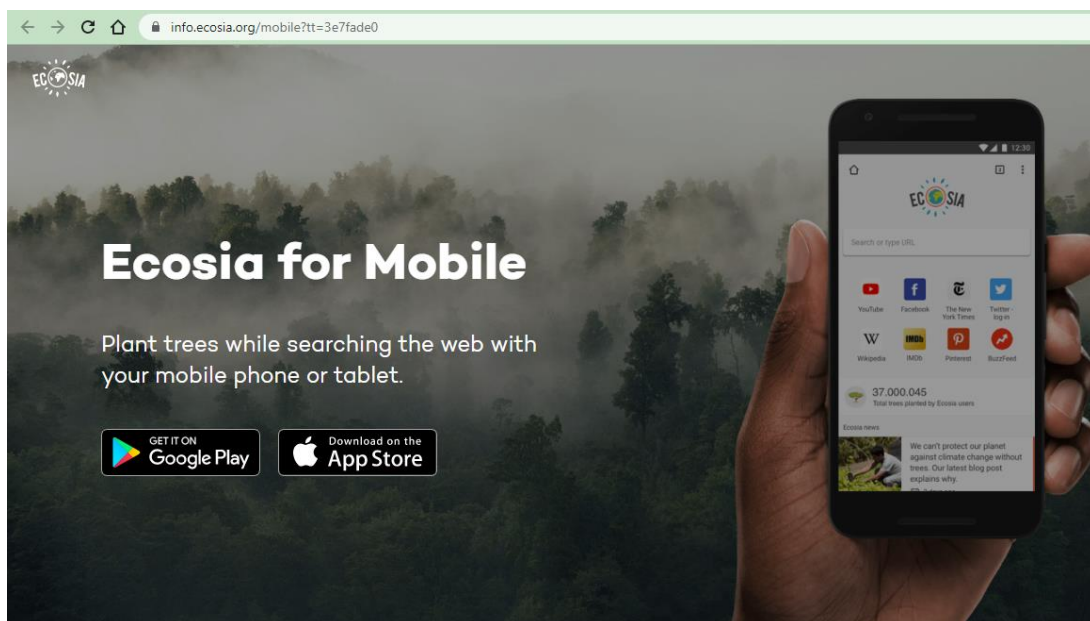 info.ecosia.org/mobile?tt=3e7fade0
ECOSIA
Ecosia for Mobile
Plant trees while searching the web with
your mobile phone or tablet.
GET IT ON
Google Play
Download on the
App Store
12:30
ECOSIA
Search or type URL
YouTube
Facebook
The New
York Times
Twitter -
log in
W
IMDb
Wikipedia
IMDb
Pinterest
BuzzFeed
37.000.045
Total trees planted by Ecosia users
Ecosia news
We can't protect our planet
against climate change without
trees. Our latest blog post
explains why.